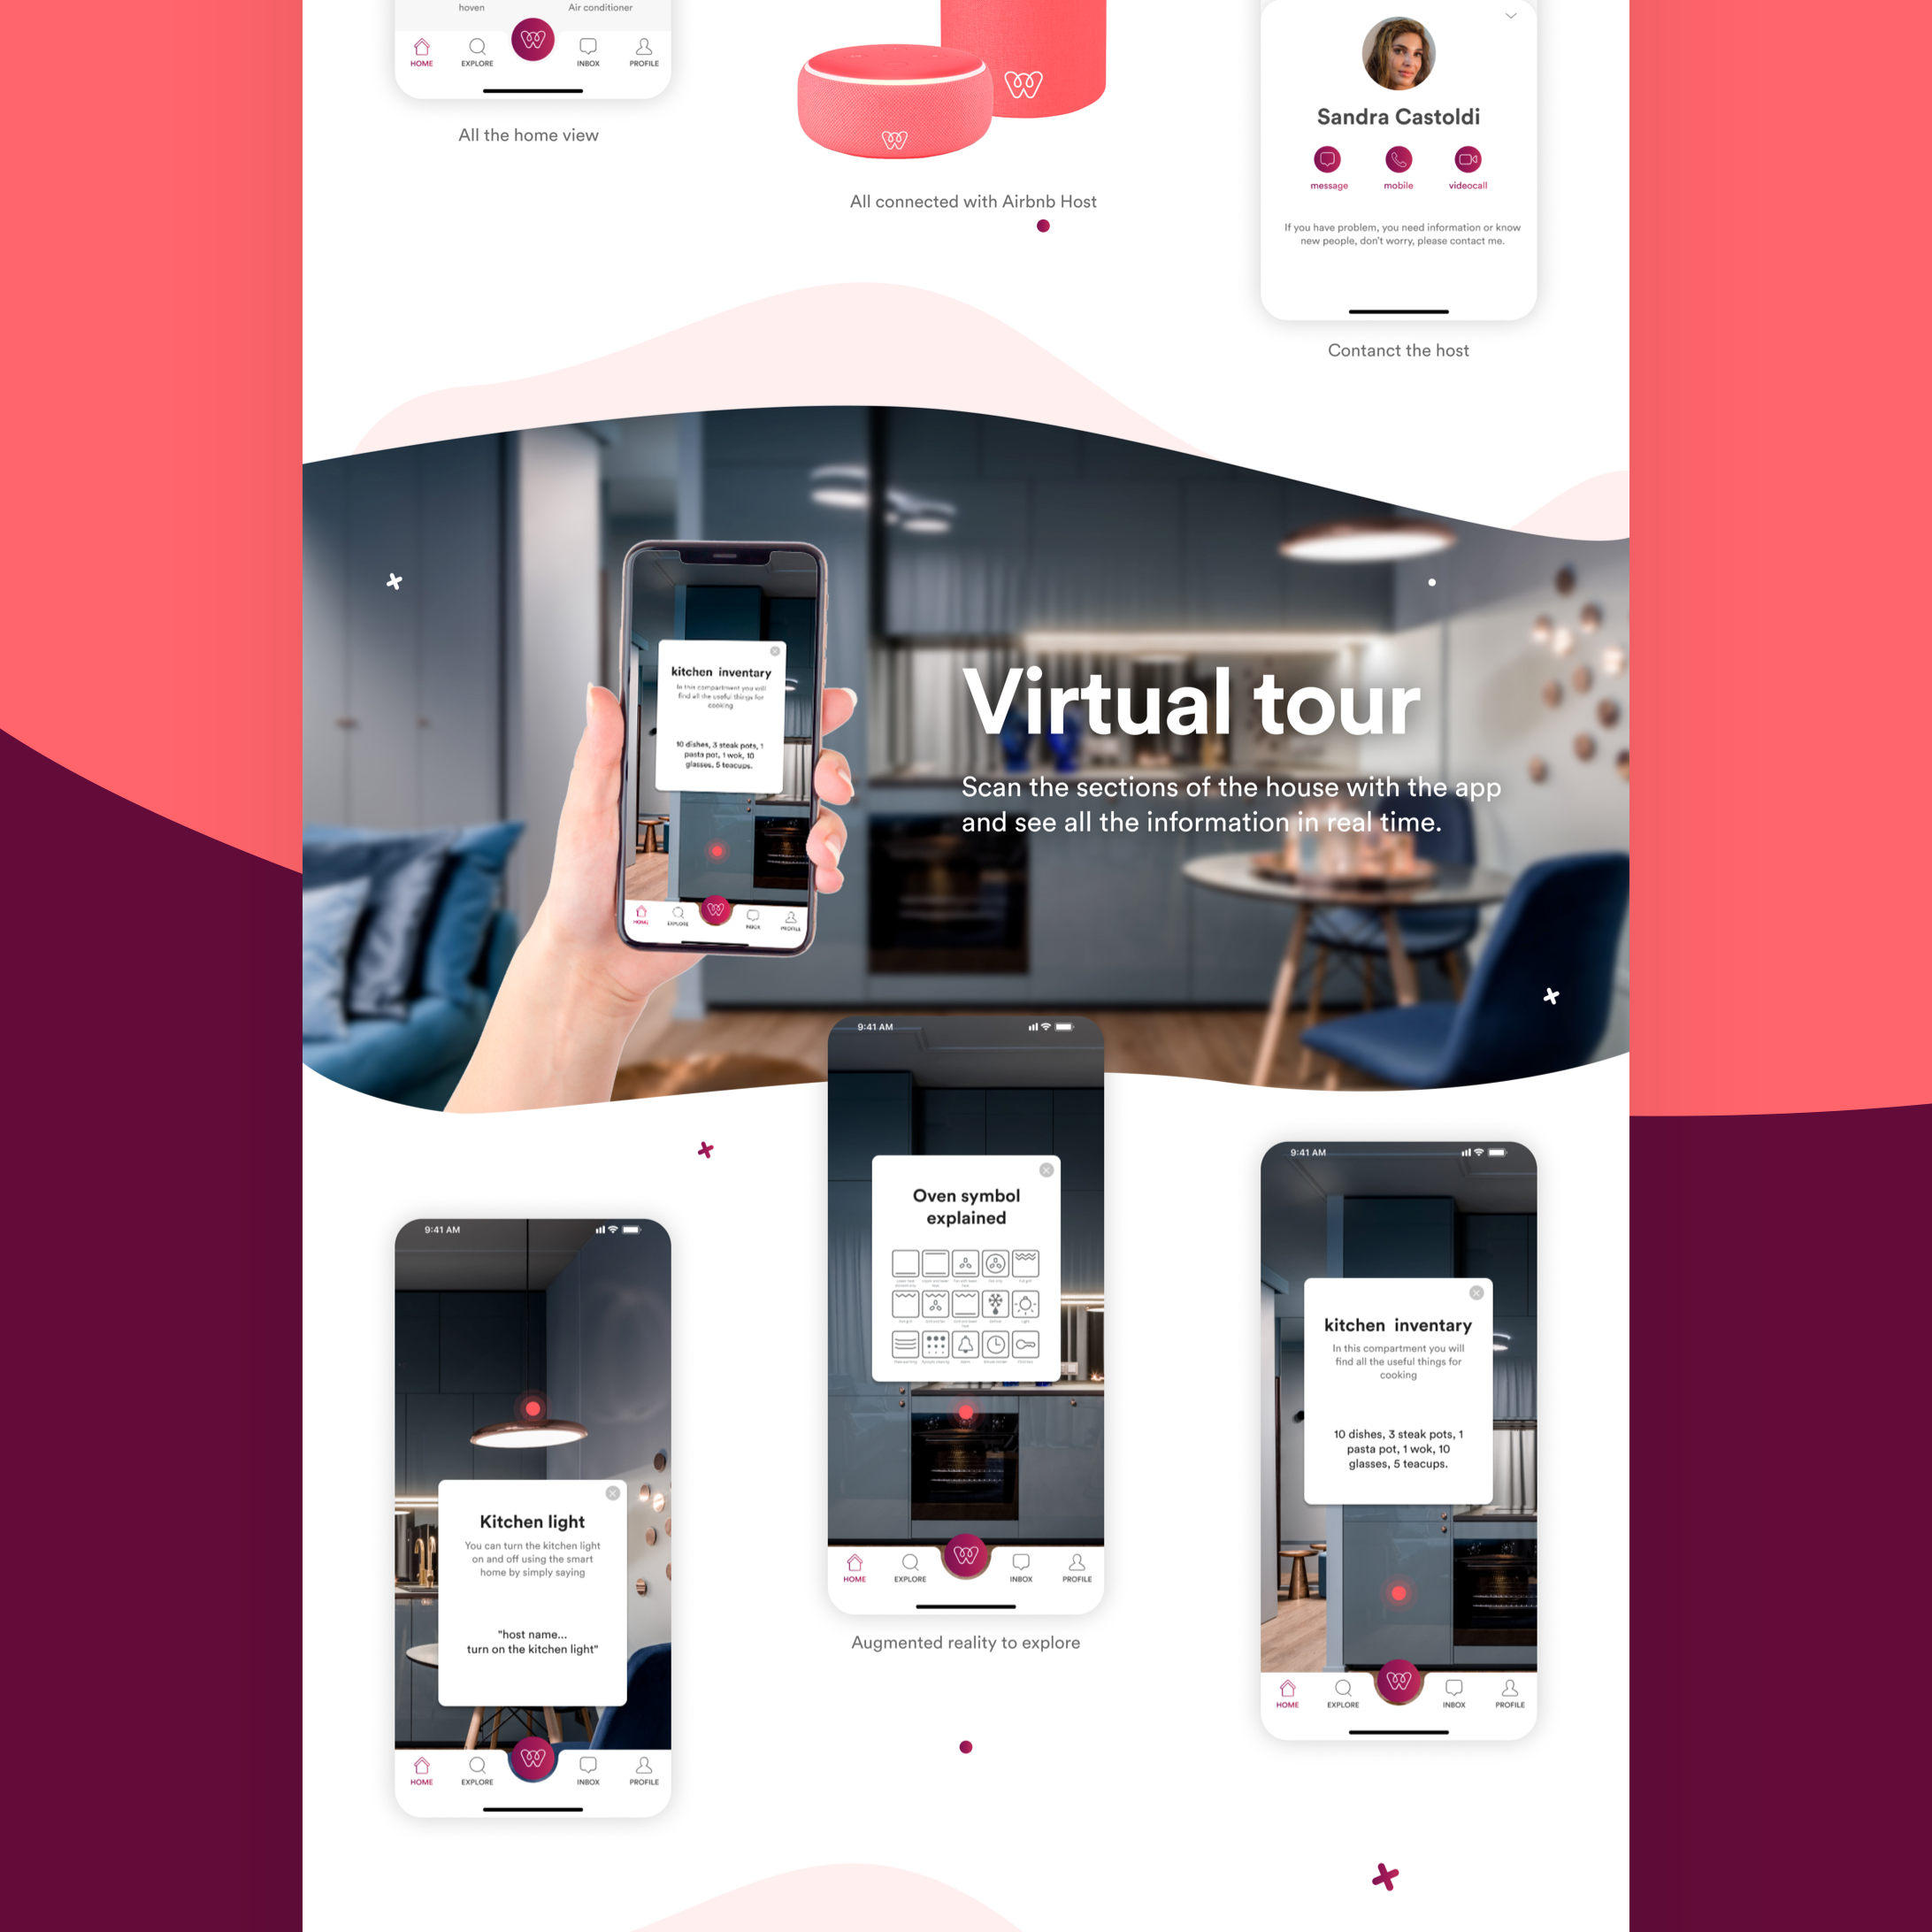 hoven
Air conditioner
HOME
EXPLORE
INBOX
PROFILE
All the home view
All connected with Airbnb Host
Sandra Castoldi
message
mobile
videocall
If you have problem, you need information or know
new people, don't worry, please contact me.
Contanct the host
kitchen inventary
In this compartment you will
find all the useful things for
cooking
10 dishes, 3 steak pots, 1
pasta pot, 1 wok, 10
glasses, 5 teacups.
HOME
EXPLORE
INBOX
PROFILE
Virtual tour
Scan the sections of the house with the app
and see all the information in real time.
9:41 AM
Kitchen light
You can turn the kitchen light
on and off using the smart
home by simply saying
"host name...
turn on the kitchen light"
HOME
EXPLORE
INBOX
PROFILE
9:41 AM
Oven symbol
explained
HOME
EXPLORE
INBOX
PROFILE
Augmented reality to explore
9:41 AM
kitchen inventary
In this compartment you will
find all the useful things for
cooking
10 dishes, 3 steak pots, 1
pasta pot, 1 wok, 10
glasses, 5 teacups.
HOME
EXPLORE
INBOX
PROFILE